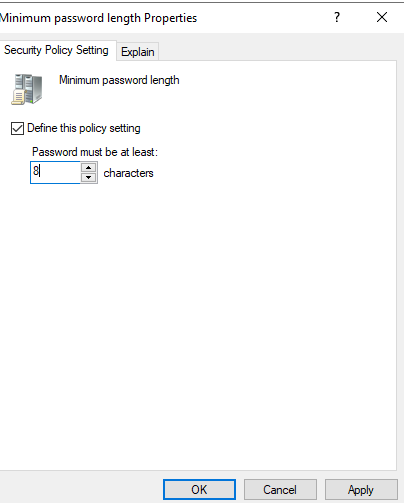 Minimum password length Properties
?
Security Policy Setting
Explain
Minimum password length
Define this policy setting
Password must be at least:
8
characters
OK
Cancel
Apply